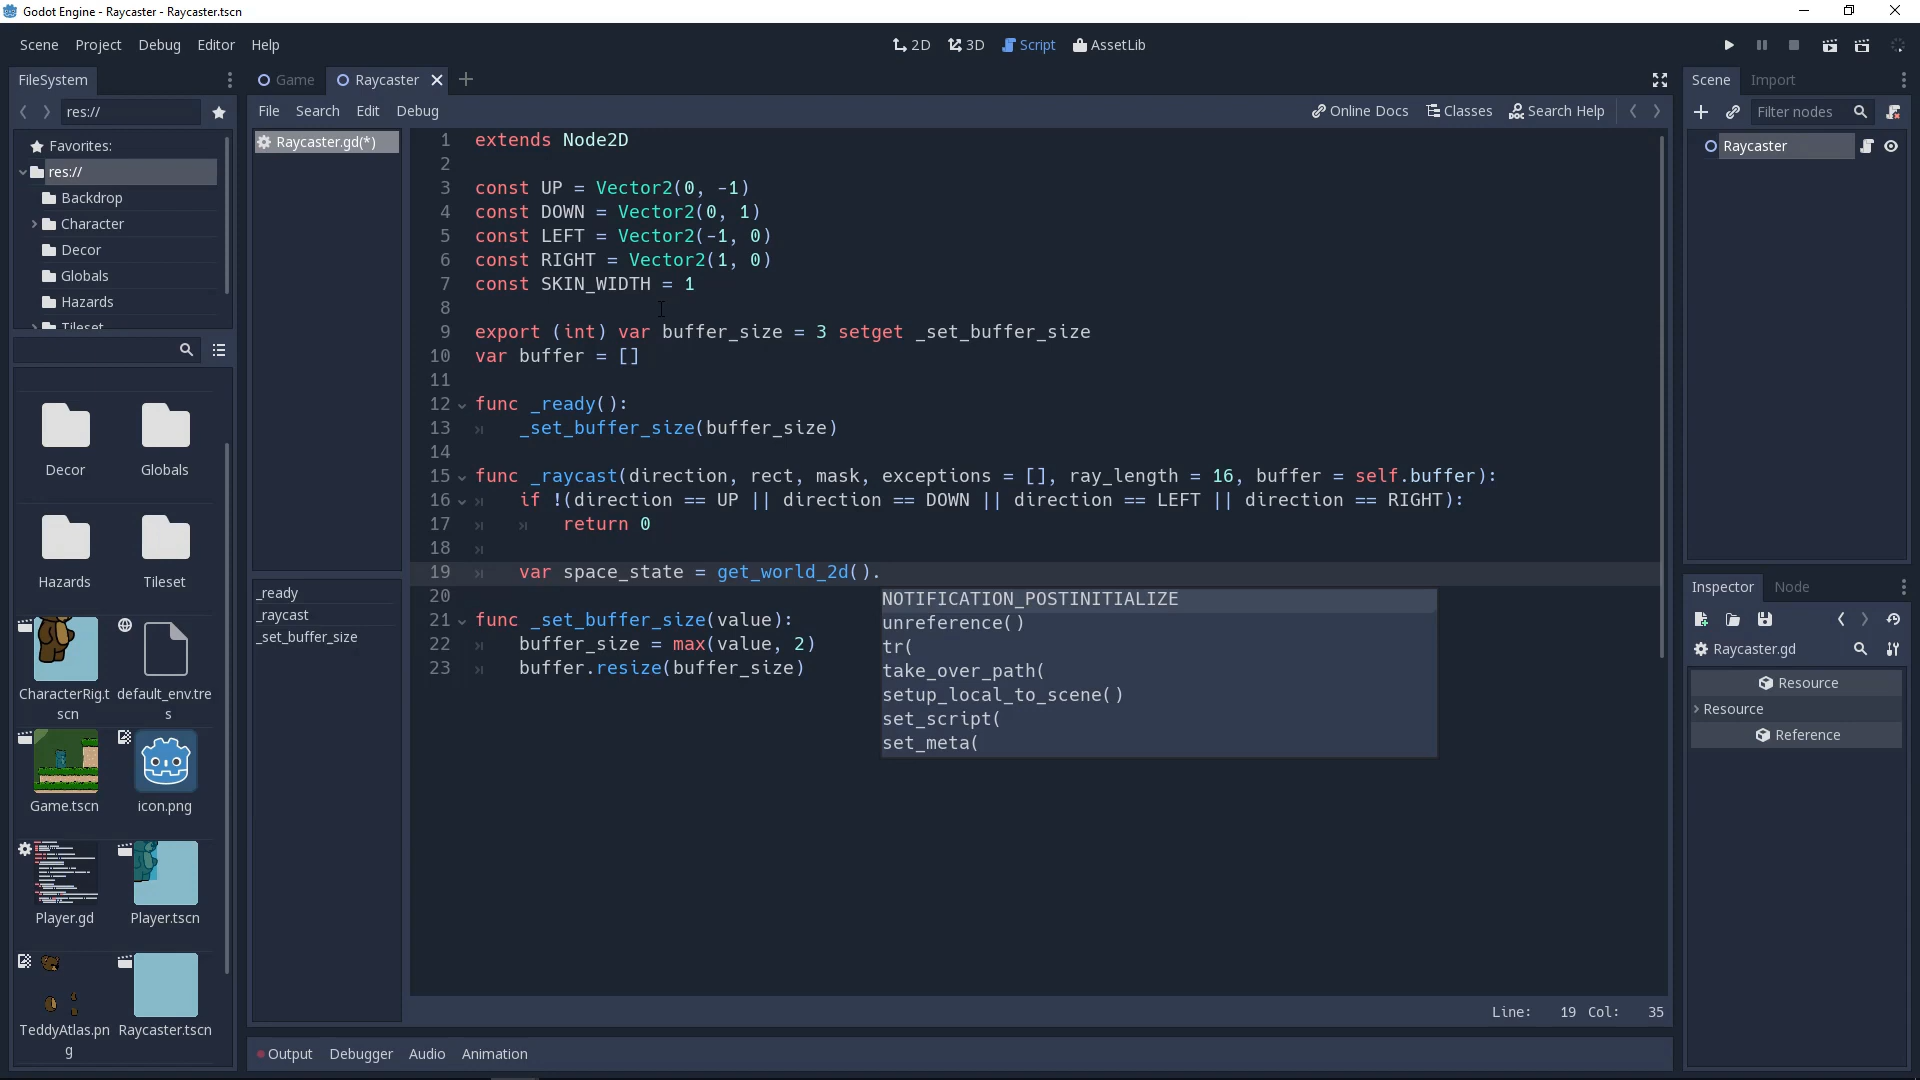 Godot Engine - Raycaster - Raycaster.tscn
Scene Project Debug Editor Help
2D 3D Script AssetLib
FileSystem
res://
Favorites:
res://
Backdrop
Character
Decor
Globals
Hazards
Tileset
Decor Globals
Hazards Tileset
CharacterRig.t
scn
default_env.tre
s
Game.tscn icon.png
Player.gd Player.tscn
TeddyAtlas.pn
g
Raycaster.tscn
Game Raycaster
File Search Edit Debug
Online Docs Classes Search Help
Raycaster.gd(*)
_ready
_raycast
_set_buffer_size
1 extends Node2D
2
3 const UP = Vector2(0, -1)
4 const DOWN = Vector2(0, 1)
5 const LEFT = Vector2(-1, 0)
6 const RIGHT = Vector2(1, 0)
7 const SKIN_WIDTH = 1
8
9 export (int) var buffer_size = 3 setget _set_buffer_size
10 var buffer = []
11
12 func _ready():
13 _set_buffer_size(buffer_size)
14
15 func _raycast(direction, rect, mask, exceptions = [], ray_length = 16, buffer = self.buffer):
16 if !(direction == UP || direction == DOWN || direction == LEFT || direction == RIGHT):
17 return 0
18
19 var space_state = get_world_2d().
20
21 func _set_buffer_size(value):
22 buffer_size = max(value, 2)
23 buffer.resize(buffer_size)
NOTIFICATION_POSTINITIALIZE
unreference()
tr(
take_over_path(
setup_local_to_scene()
set_script(
set_meta(
Line: 19 Col: 35
Output Debugger Audio Animation
Scene Import
Filter nodes
Raycaster
Inspector Node
Raycaster.gd
Resource
Resource
Reference